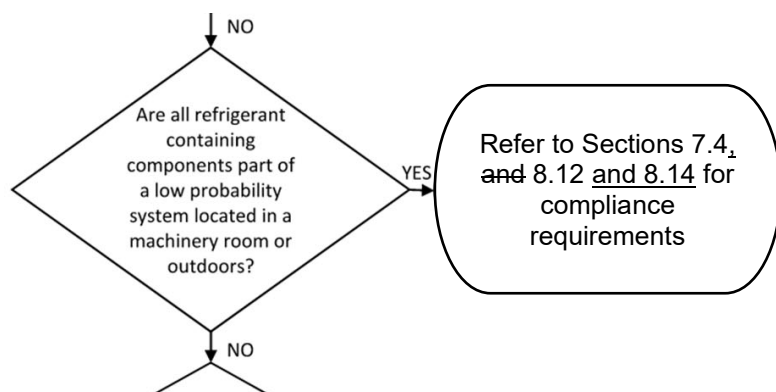 NO
Are all refrigerant
containing
components part of
a low probability
system located in a
machinery room or
outdoors?
YES
Refer to Sections 7.4,
and 8.12 and 8.14 for
compliance
requirements
NO